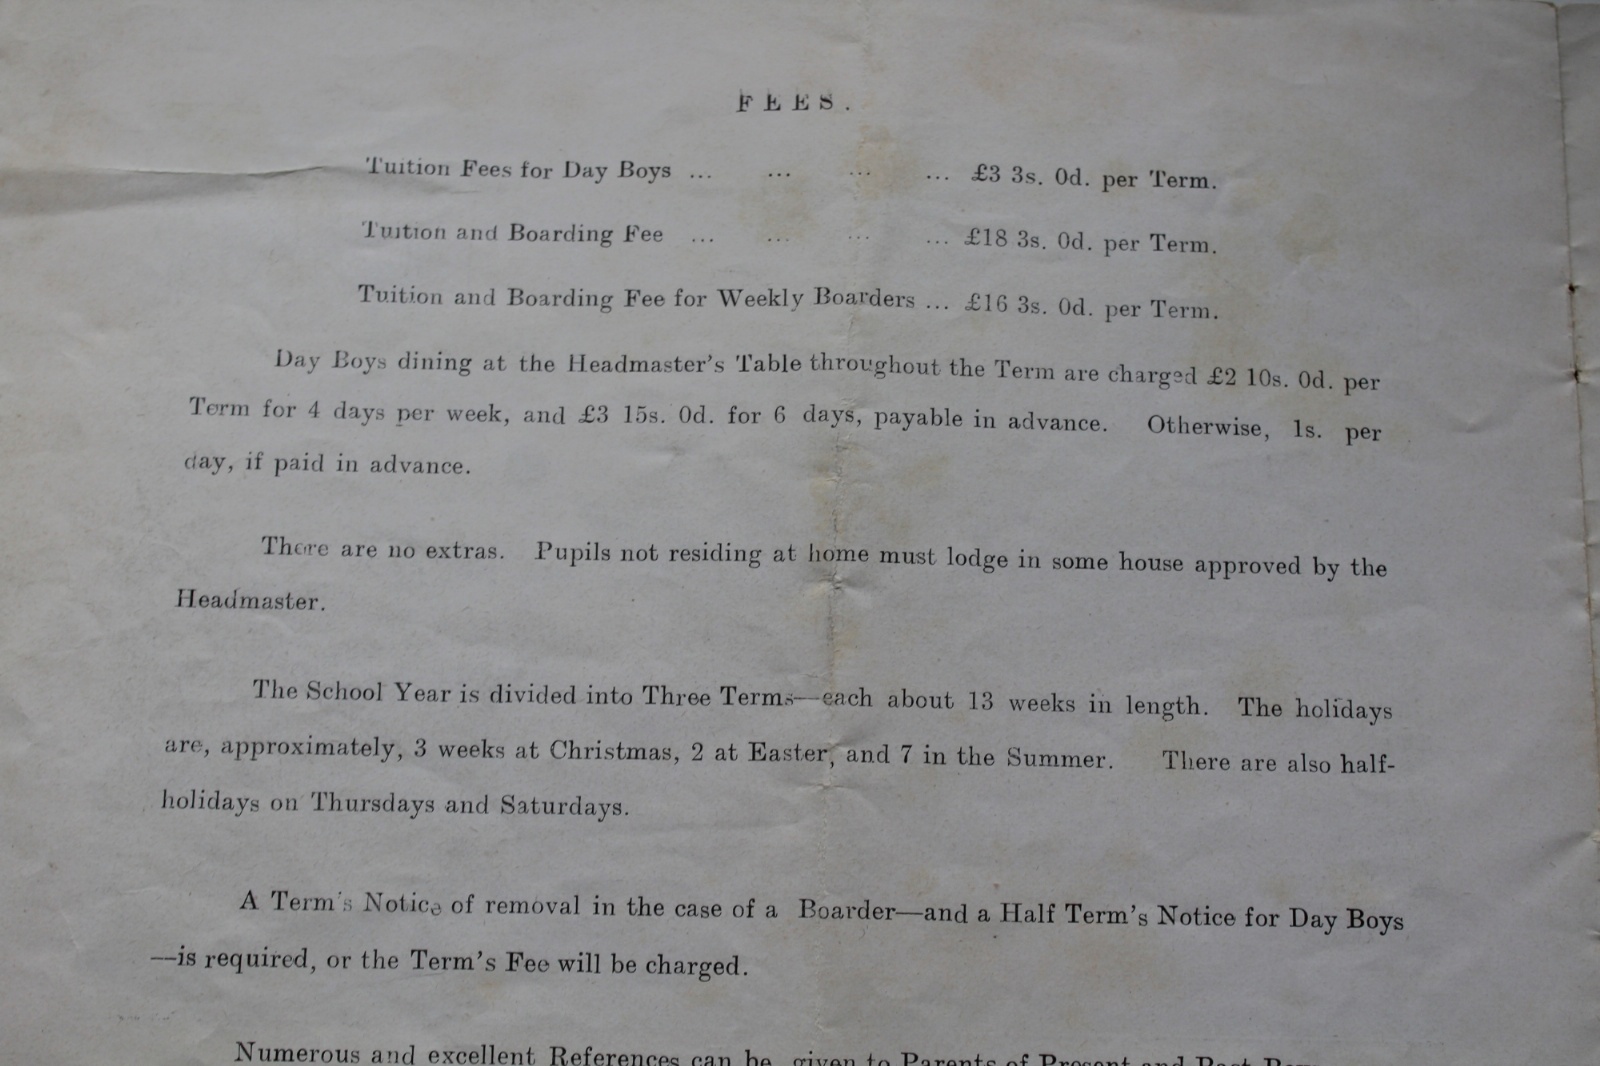 FEES.
Tuition Fees for Day Boys ... ... ... ... £3 3s. 0d. per Term.
Tuition and Boarding Fee ... ... ... ... £18 3s. 0d. per Term.
Tuition and Boarding Fee for Weekly Boarders ... £16 3s. 0d. per Term.
Day Boys dining at the Headmaster's Table throughout the Term are charged £2 10s. 0d. per
Term for 4 days per week, and £3 15s. 0d. for 6 days, payable in advance. Otherwise, 1s. per
day, if paid in advance.
There are no extras. Pupils not residing at home must lodge in some house approved by the
Headmaster.
The School Year is divided into Three Terms—each about 13 weeks in length. The holidays
are, approximately, 3 weeks at Christmas, 2 at Easter, and 7 in the Summer. There are also half-
holidays on Thursdays and Saturdays.
A Term's Notice of removal in the case of a Boarder—and a Half Term's Notice for Day Boys
—is required, or the Term's Fee will be charged.
Numerous and excellent References can be given to Parents of Present and Past